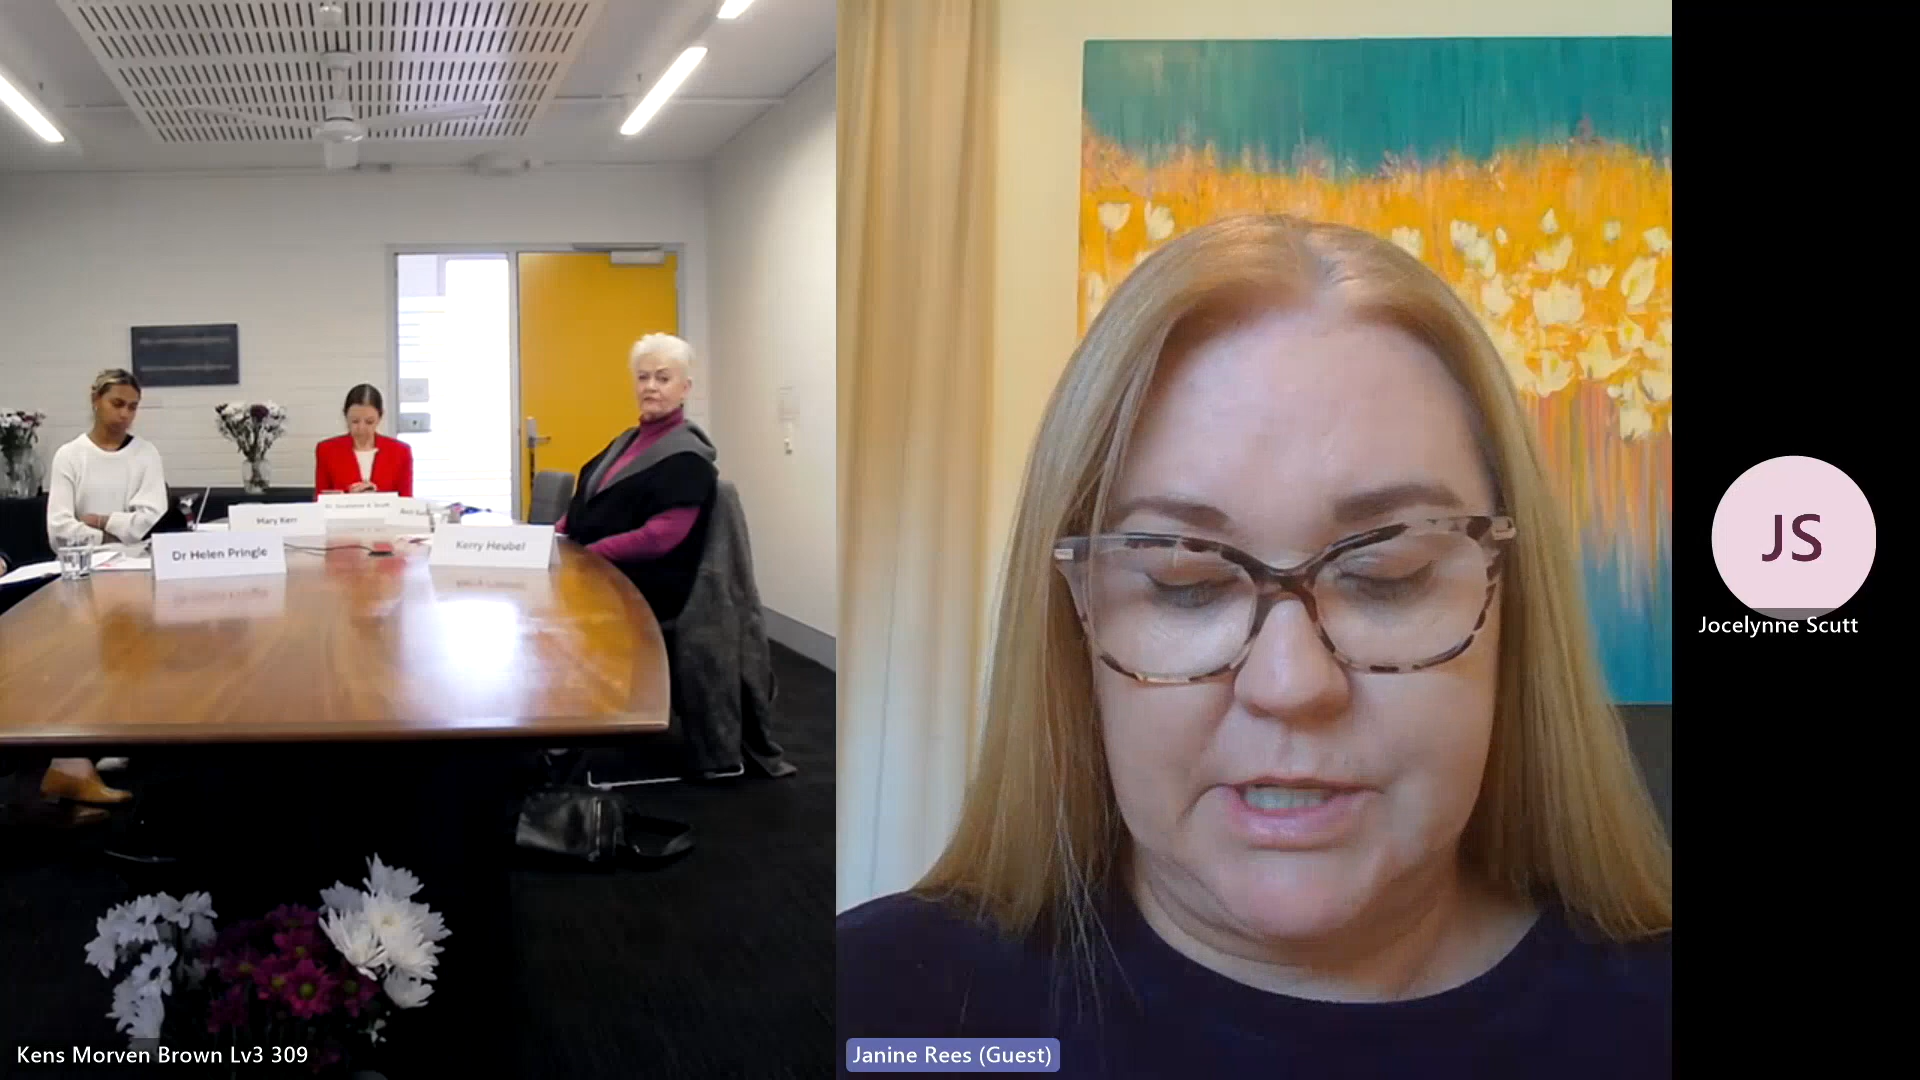 Mary Kerr
Dr Helen Pringle
Kerry Heubel
JS
Jocelynne Scutt
Kens Morven Brown Lv3 309
Janine Rees (Guest)